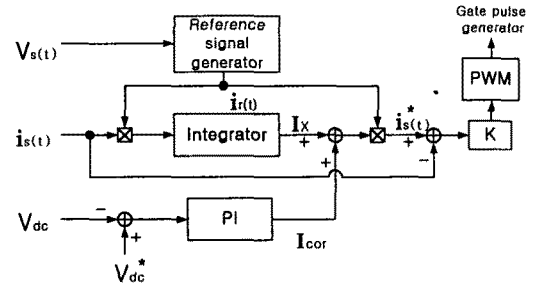 Gate pulse
generator
Reference
signal
generator
Vs(t)
PWM
ir(t)
is(t)
Integrator
Ix
+
+
is(t)*
+
−
K
Vdc
−
+
PI
Icor
Vdc*